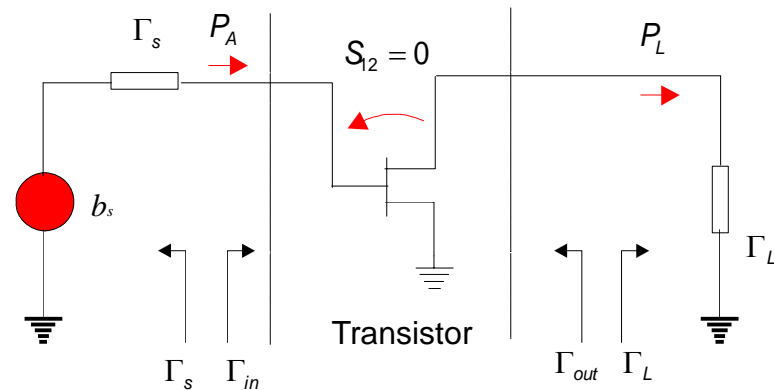 Γs
PA
S12 = 0
PL
bs
ΓL
Transistor
Γs
Γin
Γout
ΓL